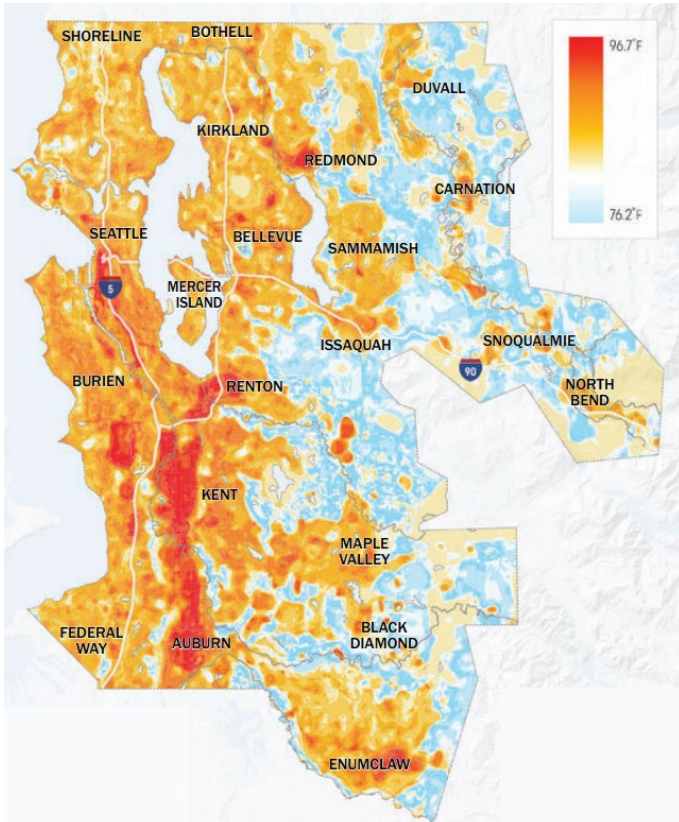 SHORELINE
BOTHELL
96.7°F
DUVALL
KIRKLAND
REDMOND
CARNATION
76.2°F
SEATTLE
BELLEVUE
SAMMAMISH
5
MERCER
ISLAND
ISSAQUAH
SNOQUALMIE
90
BURIEN
RENTON
NORTH
BEND
KENT
MAPLE
VALLEY
FEDERAL
WAY
AUBURN
BLACK
DIAMOND
ENUMCLAW